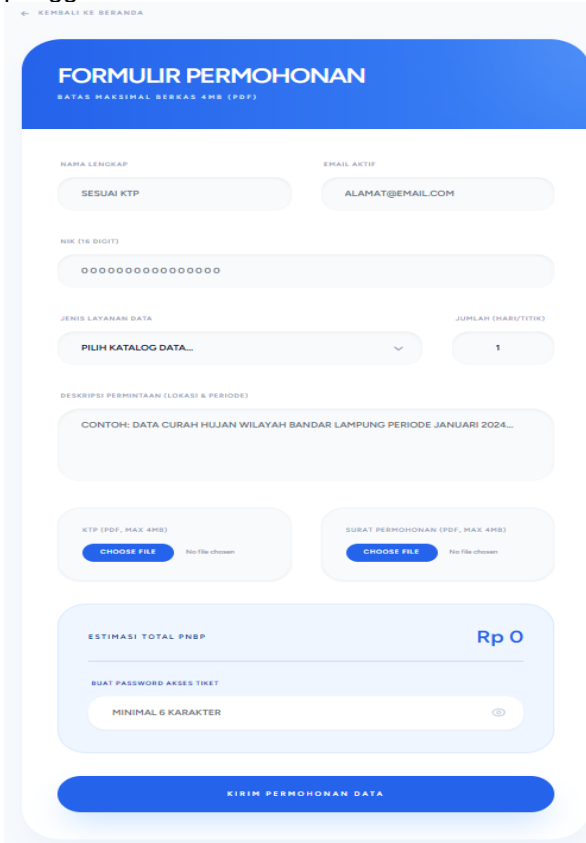 ← KEMBALI KE BERANDA
FORMULIR PERMOHONAN
BATAS MAKSIMAL BERKAS 4MB (PDF)
NAMA LENGKAP
EMAIL AKTIF
SESUAI KTP
ALAMAT@EMAIL.COM
NIK (16 DIGIT)
0000000000000000
JENIS LAYANAN DATA
JUMLAH (HARI/TITIK)
PILIH KATALOG DATA...
1
DESKRIPSI PERMINTAAN (LOKASI & PERIODE)
CONTOH: DATA CURAH HUJAN WILAYAH BANDAR LAMPUNG PERIODE JANUARI 2024...
KTP (PDF, MAX 4MB)
SURAT PERMOHONAN (PDF, MAX 4MB)
CHOOSE FILE No file chosen
CHOOSE FILE No file chosen
ESTIMASI TOTAL PNBP
Rp 0
BUAT PASSWORD AKSES TIKET
MINIMAL 6 KARAKTER
KIRIM PERMOHONAN DATA